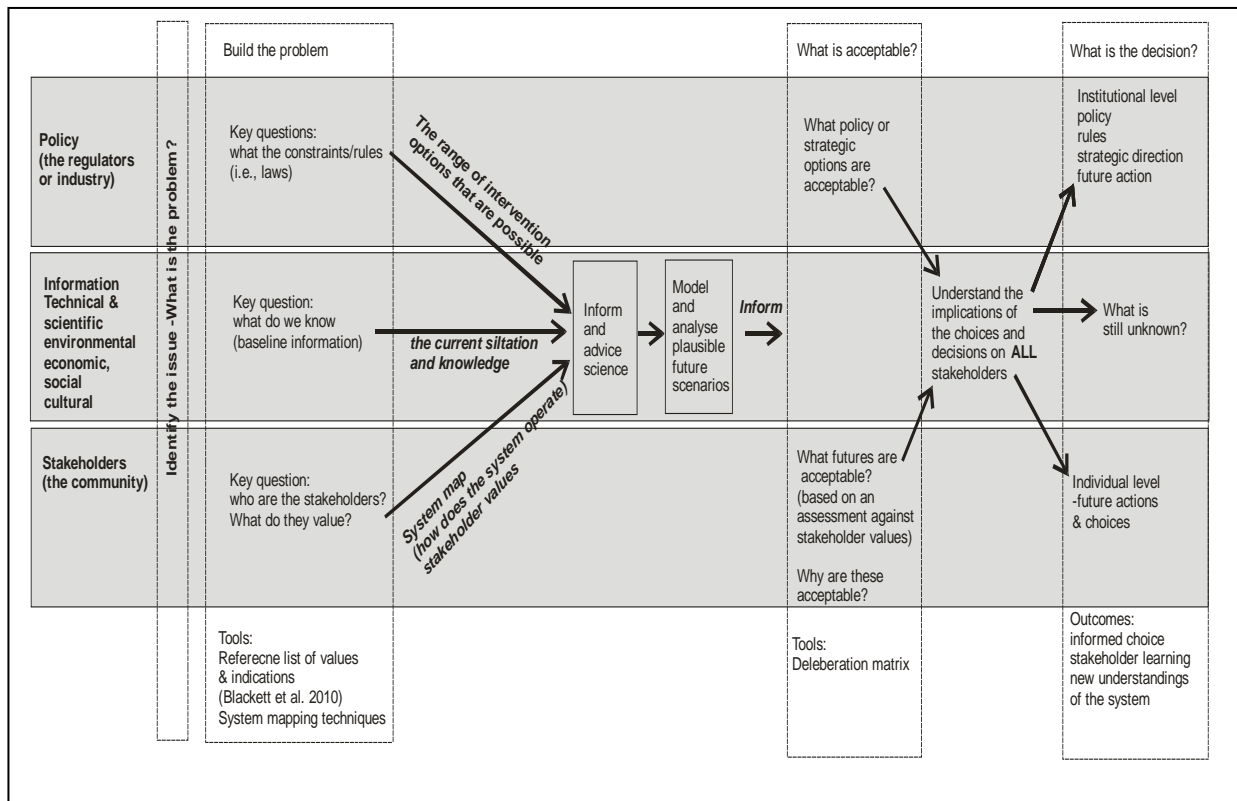 Build the problem
What is acceptable?
What is the decision?
Identify the issue -What is the problem?
Policy
(the regulators
or industry)
Key questions:
what the constraints/rules
(i.e., laws)
The range of intervention
options that are possible
What policy or
strategic
options are
acceptable?
Institutional level
policy
rules
strategic direction
future action
Information
Technical &
scientific
environmental
economic,
social
cultural
Key question:
what do we know
(baseline information)
the current siltation
and knowledge
Inform
and
advice
science
Model
and
analyse
plausible
future
scenarios
Inform
Understand the
implications of
the choices and
decisions on ALL
stakeholders
What is
still unknown?
Stakeholders
(the community)
Key question:
who are the stakeholders?
What do they value?
System map
(how does the system operate)
stakeholder values
What futures are
acceptable?
(based on an
assessment against
stakeholder values)
Why are these
acceptable?
Individual level
-future actions
& choices
Tools:
Referecne list of values
& indications
(Blackett et al. 2010)
System mapping techniques
Tools:
Deleberation matrix
Outcomes:
informed choice
stakeholder learning
new understandings
of the system